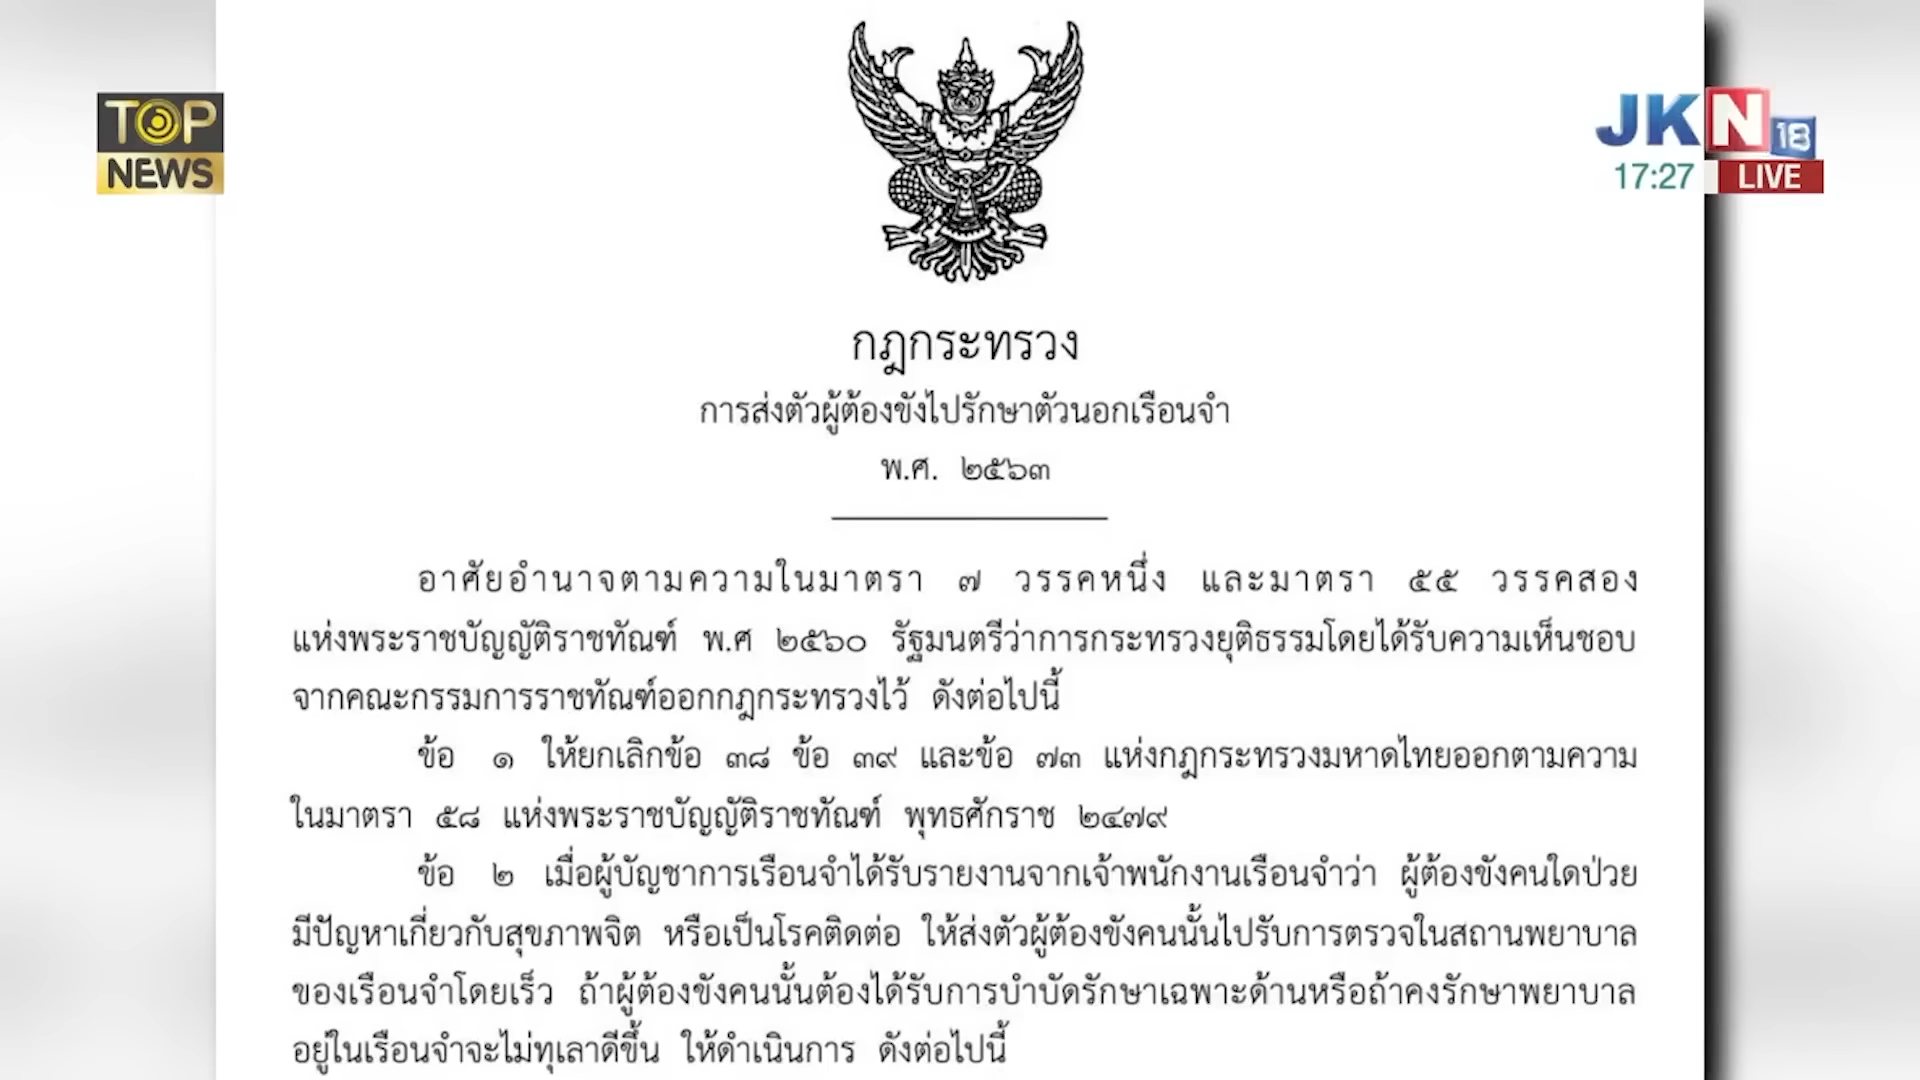 TOP
NEWS
JKN18
17:27 LIVE
กฎกระทรวง
การส่งตัวผู้ต้องขังไปรักษาตัวนอกเรือนจำ
พ.ศ. ๒๕๖๓
อาศัยอำนาจตามความในมาตรา ๗ วรรคหนึ่ง และมาตรา ๕๕ วรรคสอง
แห่งพระราชบัญญัติราชทัณฑ์ พ.ศ ๒๕๖๐ รัฐมนตรีว่าการกระทรวงยุติธรรมโดยได้รับความเห็นชอบ
จากคณะกรรมการราชทัณฑ์ออกกฎกระทรวงไว้ ดังต่อไปนี้
ข้อ ๑ ให้ยกเลิกข้อ ๓๘ ข้อ ๓๙ และข้อ ๗๓ แห่งกฎกระทรวงมหาดไทยออกตามความ
ในมาตรา ๕๘ แห่งพระราชบัญญัติราชทัณฑ์ พุทธศักราช ๒๔๗๙
ข้อ ๒ เมื่อผู้บัญชาการเรือนจำได้รับรายงานจากเจ้าพนักงานเรือนจำว่า ผู้ต้องขังคนใดป่วย
มีปัญหาเกี่ยวกับสุขภาพจิต หรือเป็นโรคติดต่อ ให้ส่งตัวผู้ต้องขังคนนั้นไปรับการตรวจในสถานพยาบาล
ของเรือนจำโดยเร็ว ถ้าผู้ต้องขังคนนั้นต้องได้รับการบำบัดรักษาเฉพาะด้านหรือถ้าคงรักษาพยาบาล
อยู่ในเรือนจำจะไม่ทุเลาดีขึ้น ให้ดำเนินการ ดังต่อไปนี้